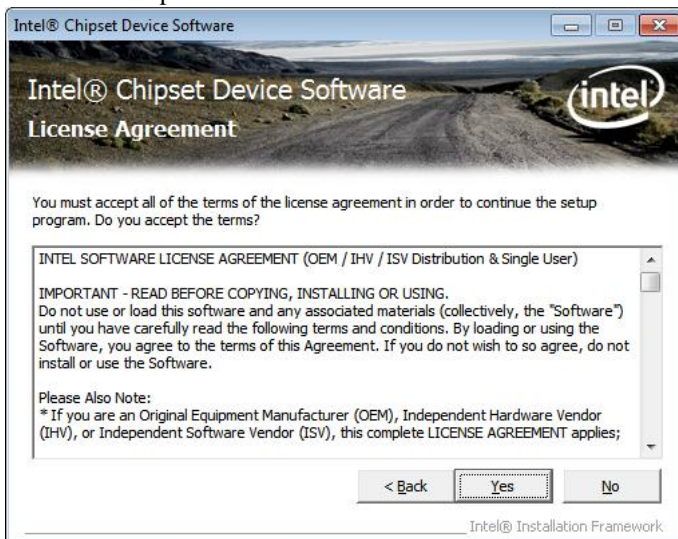 Intel® Chipset Device Software
Intel® Chipset Device Software
intel
License Agreement
You must accept all of the terms of the license agreement in order to continue the setup
program. Do you accept the terms?
INTEL SOFTWARE LICENSE AGREEMENT (OEM / IHV / ISV Distribution & Single User)
IMPORTANT - READ BEFORE COPYING, INSTALLING OR USING.
Do not use or load this software and any associated materials (collectively, the "Software")
until you have carefully read the following terms and conditions. By loading or using the
Software, you agree to the terms of this Agreement. If you do not wish to so agree, do not
install or use the Software.
Please Also Note:
* If you are an Original Equipment Manufacturer (OEM), Independent Hardware Vendor
(IHV), or Independent Software Vendor (ISV), this complete LICENSE AGREEMENT applies;
< Back Yes No
Intel® Installation Framework